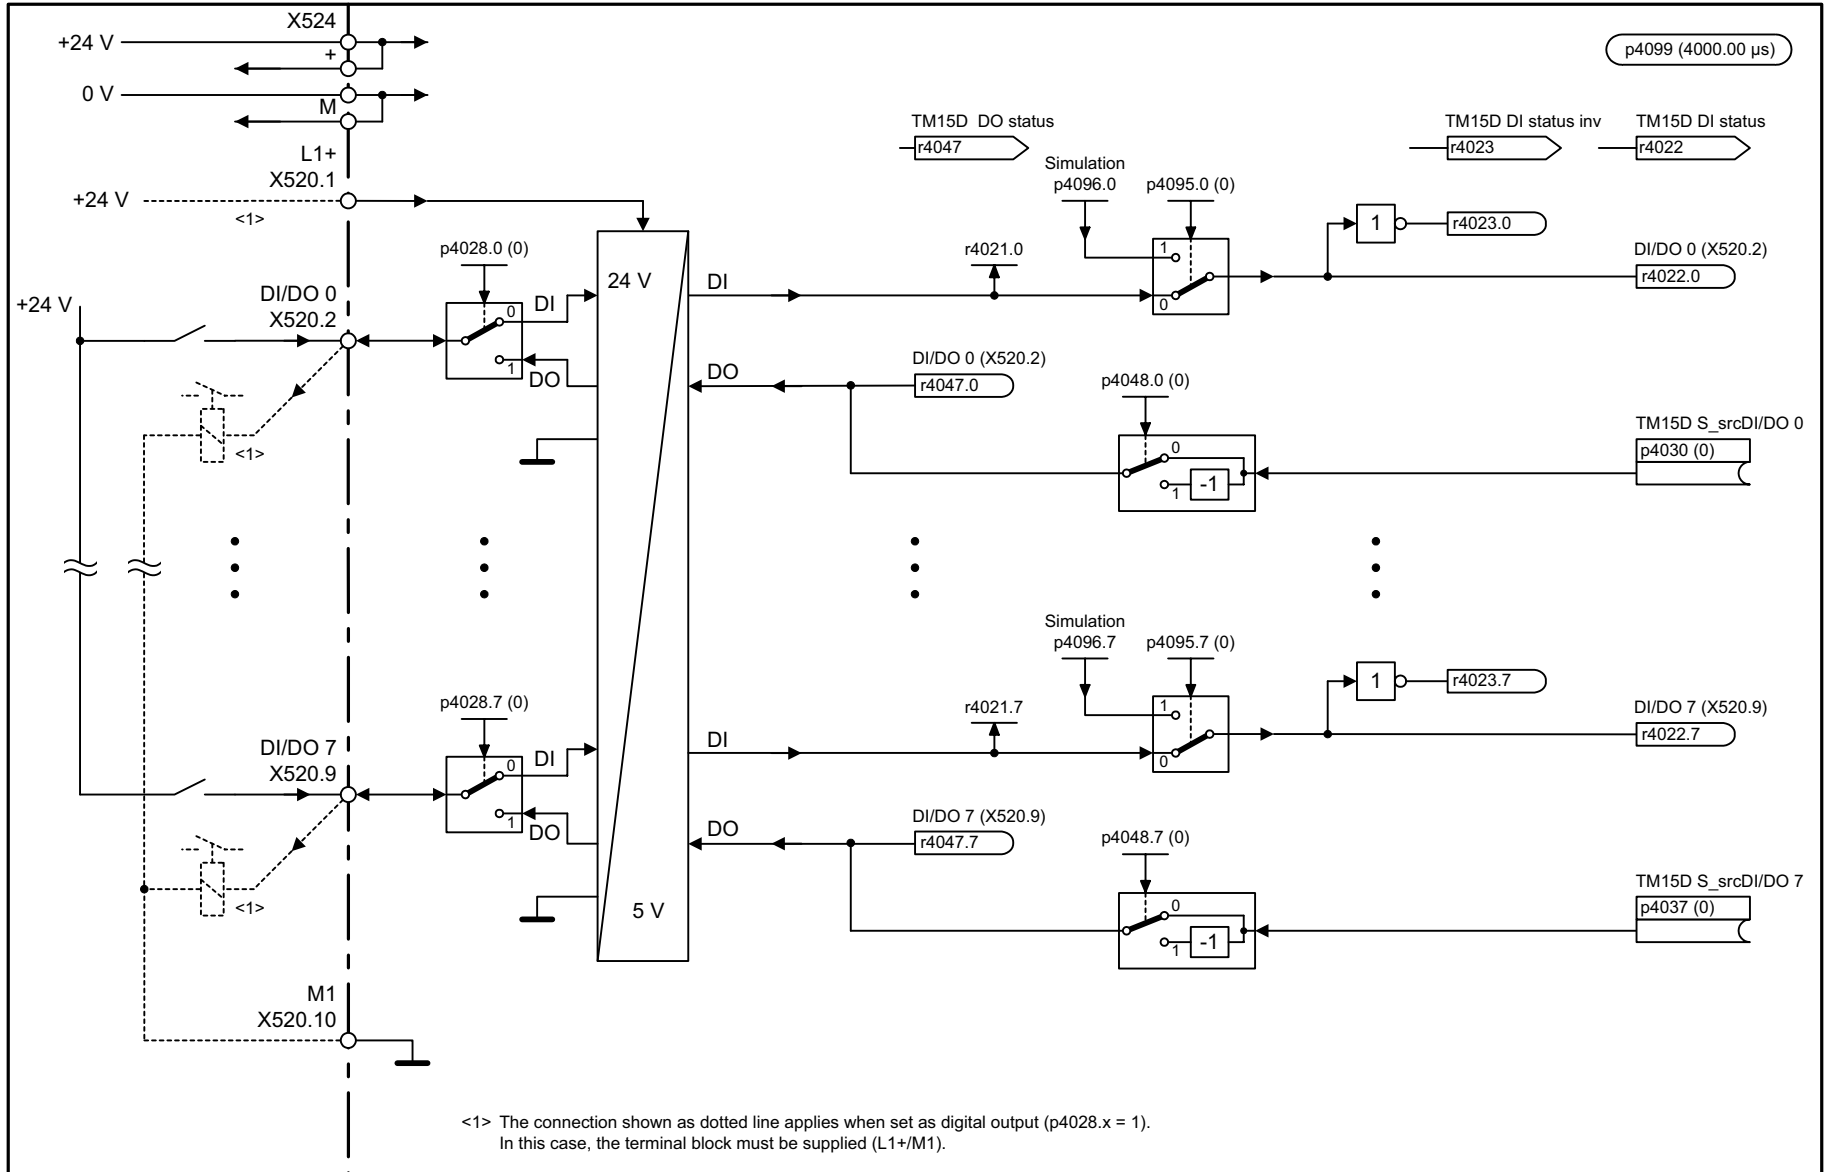 X524
+24 V
+
p4099 (4000.00 µs)
0 V
M
TM15D DO status
r4047
TM15D DI status inv
r4023
TM15D DI status
r4022
L1+
X520.1
+24 V
<1>
Simulation
p4096.0
p4095.0 (0)
1
0
1
r4023.0
p4028.0 (0)
24 V
DI
r4021.0
DI/DO 0 (X520.2)
r4022.0
+24 V
DI/DO 0
X520.2
0
DI
1
DO
DO
DI/DO 0 (X520.2)
r4047.0
p4048.0 (0)
0
1
-1
TM15D S_srcDI/DO 0
p4030 (0)
<1>
Simulation
p4096.7
p4095.7 (0)
1
0
1
r4023.7
p4028.7 (0)
DI
r4021.7
DI/DO 7 (X520.9)
r4022.7
DI/DO 7
X520.9
0
DI
1
DO
DO
DI/DO 7 (X520.9)
r4047.7
p4048.7 (0)
0
1
-1
TM15D S_srcDI/DO 7
p4037 (0)
<1>
5 V
M1
X520.10
<1> The connection shown as dotted line applies when set as digital output (p4028.x = 1).
In this case, the terminal block must be supplied (L1+/M1).